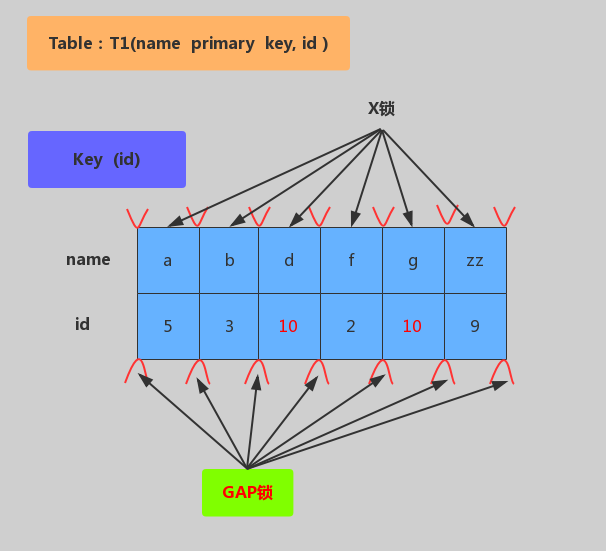 Table : T1(name primary key, id )
X锁
Key (id)
name a b d f g zz
id 5 3 10 2 10 9
GAP锁